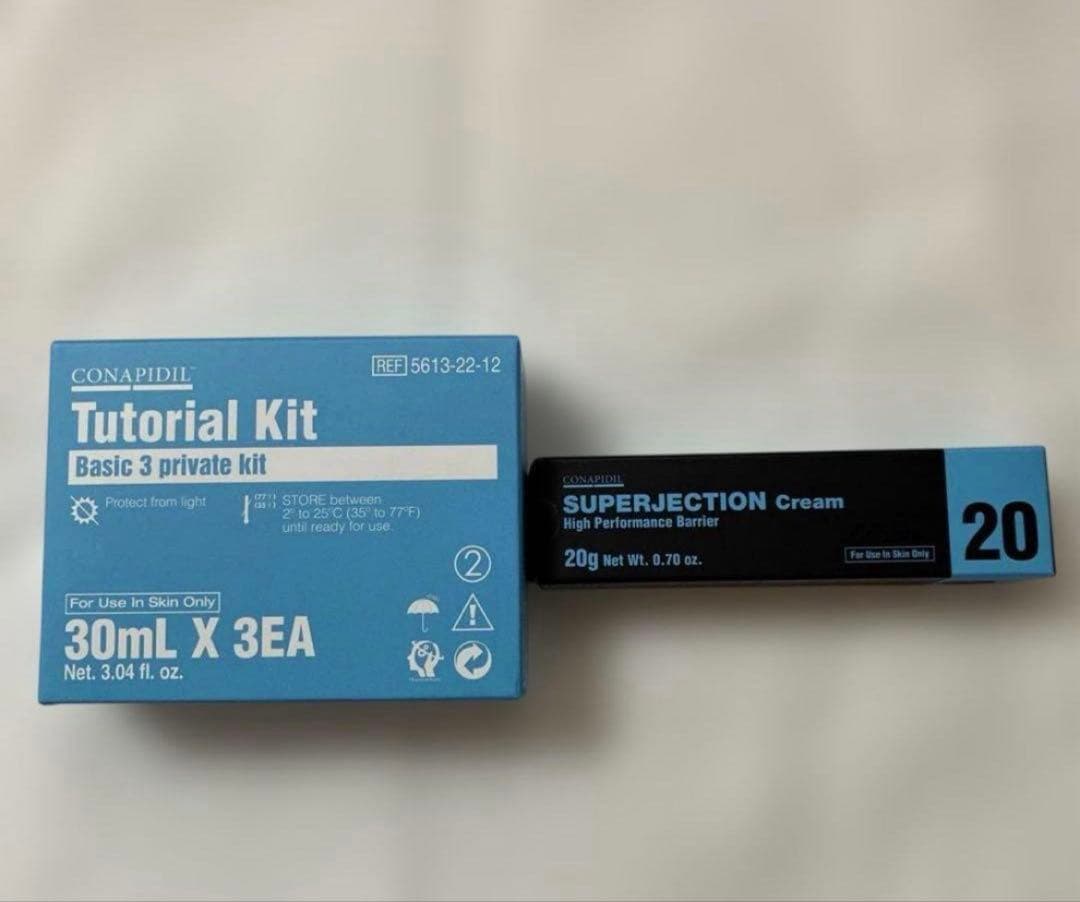 CONAPIDIL™
REF 5613-22-12
Tutorial Kit
Basic 3 private kit
Protect from light
STORE between
2° to 25°C (35° to 77°F)
until ready for use.
2
For Use In Skin Only
30mL X 3EA
Net. 3.04 fl. oz.
CONAPIDIL
SUPERJECTION Cream
High Performance Barrier
20g Net Wt. 0.70 oz.
For Use In Skin Only
20